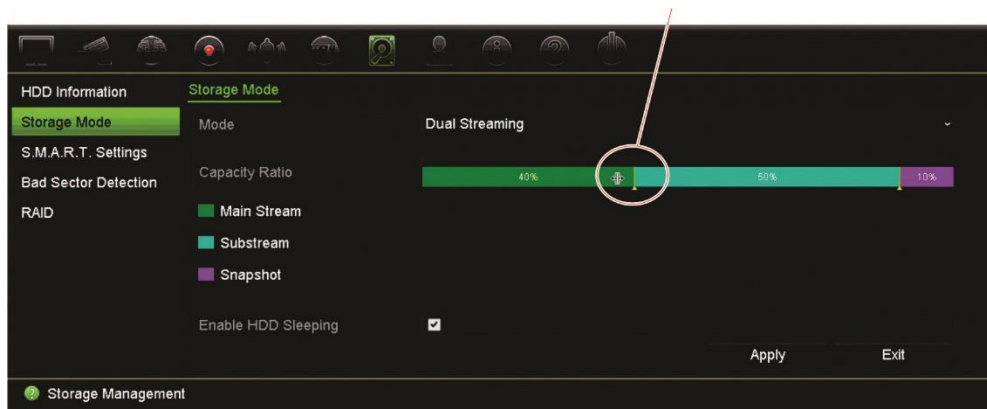 HDD Information
Storage Mode
Storage Mode
Mode
Dual Streaming
S.M.A.R.T. Settings
Capacity Ratio
40%
50%
10%
Bad Sector Detection
RAID
Main Stream
Substream
Snapshot
Enable HDD Sleeping
Apply
Exit
Storage Management